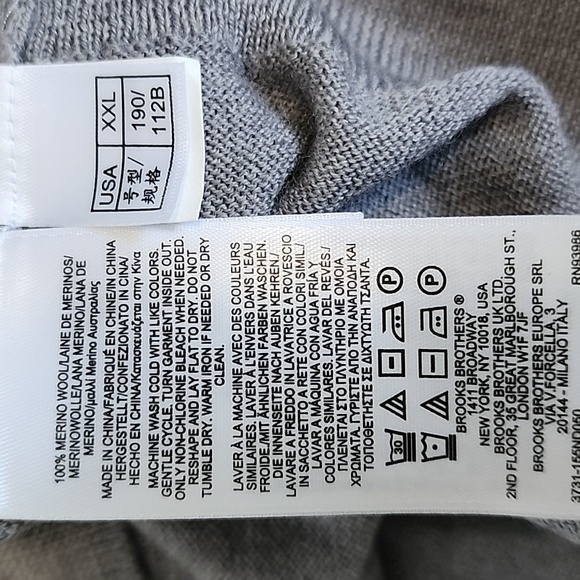 USA XXL
号型/ 190/
规格 112B
100% MERINO WOOL/LAINE DE MERINOS/
MERINOWOLLE/LANA MERINO/LANA DE
MERINO/μαλλί Merino Αυστραλίας
MADE IN CHINA/FABRIQUÉ EN CHINE/IN CHINA
HERGESTELLT/CONFEZIONATO IN CINA/
HECHO EN CHINA/Κατασκευάζεται στην Κίνα
MACHINE WASH COLD WITH LIKE COLORS.
GENTLE CYCLE, TURN GARMENT INSIDE OUT.
ONLY NON-CHLORINE BLEACH WHEN NEEDED.
RESHAPE AND LAY FLAT TO DRY. DO NOT
TUMBLE DRY. WARM IRON IF NEEDED OR DRY
CLEAN.
LAVER A LA MACHINE AVEC DES COULEURS
SIMILAIRES. LAVER À L'ENVERS DANS L'EAU
FROIDE/MIT ÄHNLICHEN FARBEN WASCHEN.
DIE INNENSEITE NACH AUßEN KEHREN/
LAVARE A FREDDO IN LAVATRICE A ROVESCIO
IN SACCHETTO A RETE CON COLORI SIMIL/
LAVAR A MÁQUINA CON AGUA FRÍA Y
COLORES SIMILARES. LAVAR DEL REVÉS./
ΠΛΕΝΕΤΑΙ ΣΤΟ ΠΛΥΝΤΗΡΙΟ ΜΕ ΟΜΟΙΑ
ΧΡΩΜΑΤΑ. ΓΥΡΙΣΤΕ ΑΠΟ ΤΗΝ ΑΝΑΠΟΔΗ ΚΑΙ
ΤΟΠΟΘΕΤΗΣΤΕ ΣΕ ΔΙΚΤΥΩΤΗ ΤΣΑΝΤΑ.
30 P
P
BROOKS BROTHERS ®
1411 BROADWAY
NEW YORK, NY 10018, USA
BROOKS BROTHERS UK LTD.
2ND FLOOR, 35 GREAT MARLBOROUGH ST.,
LONDON W1F 7JF
BROOKS BROTHERS EUROPE SRL
VIA V.FORCELLA, 3
20144 - MILANO ITALY
RN83986